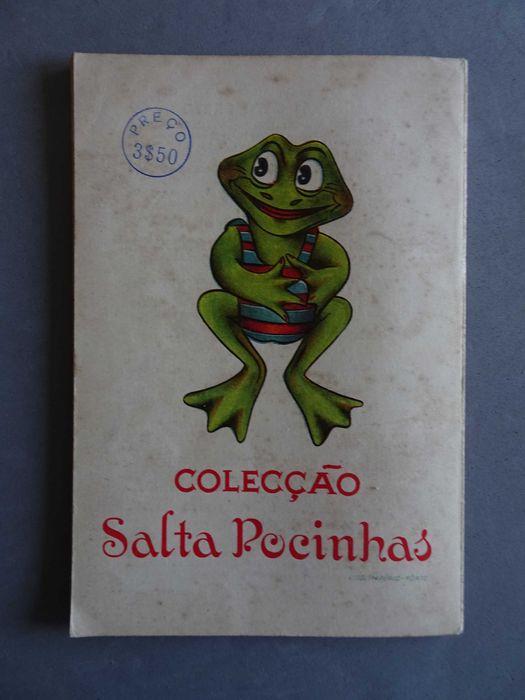 PREÇO
3$50
COLECÇÃO
Salta Pocinhas